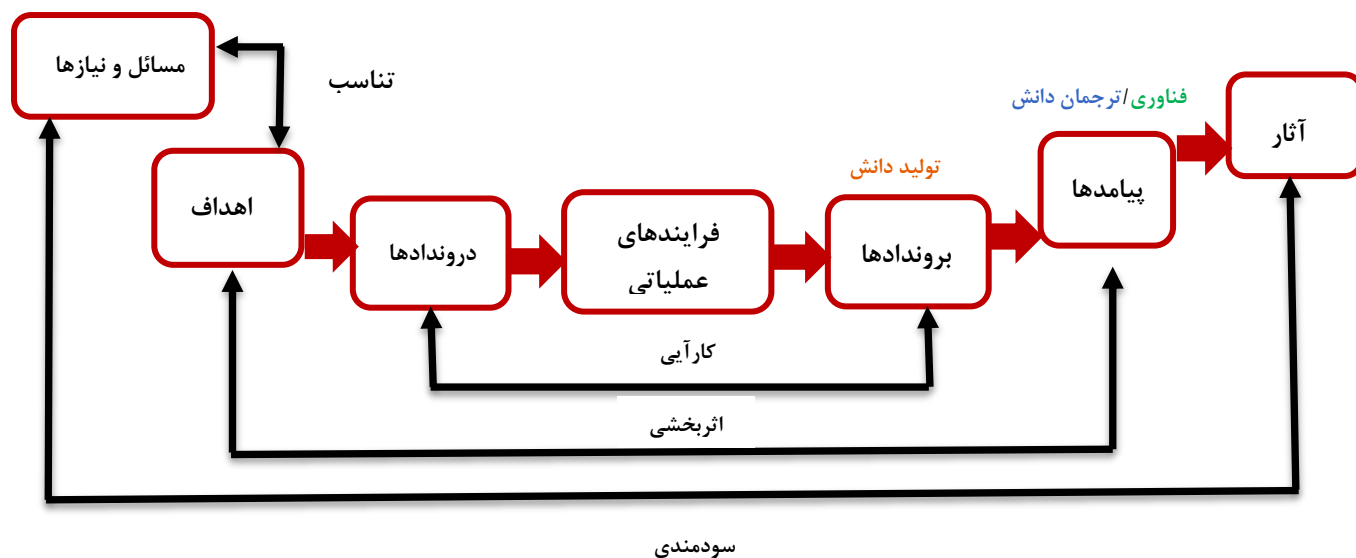 مسائل و نیازها
تناسب
فناوری/ترجمان دانش
آثار
پیامدها
تولید دانش
اهداف
دروندادها
فرایندهای
عملیاتی
بروندادها
کارآیی
اثربخشی
سودمندی